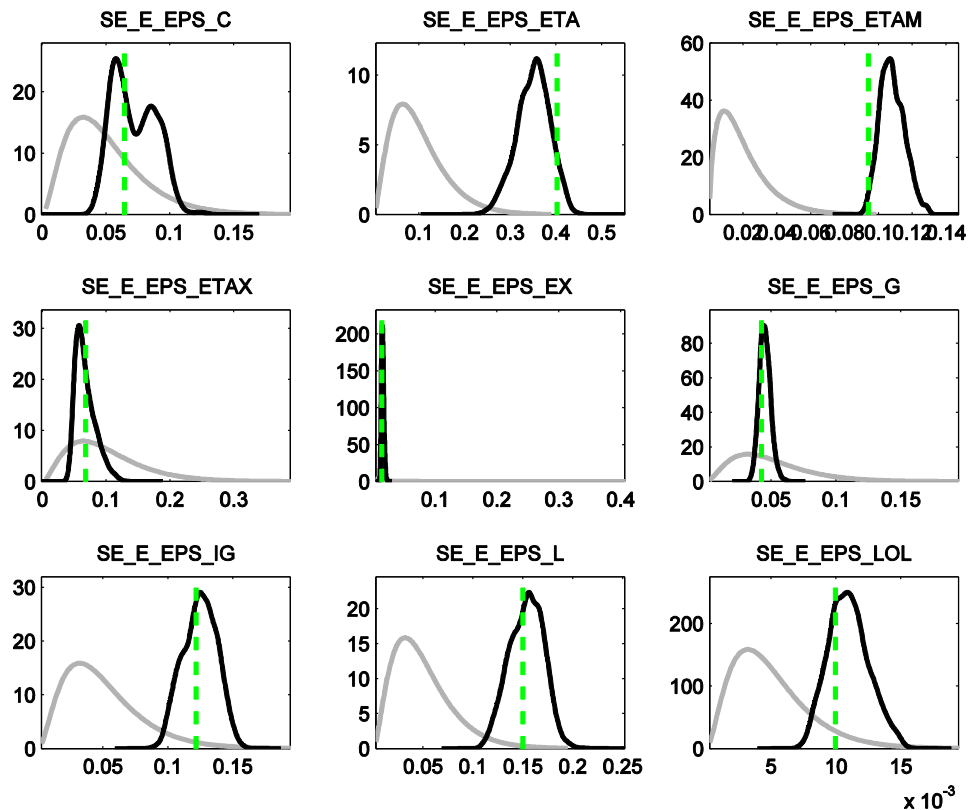 SE_E_EPS_C SE_E_EPS_ETA SE_E_EPS_ETAM
20
10
0
0 0.05 0.1 0.15
10
5
0
0 0.1 0.2 0.3 0.4 0.5
60
40
20
0
0.02 0.04 0.06 0.08 0.10 0.12 0.14
SE_E_EPS_ETAX SE_E_EPS_EX SE_E_EPS_G
30
20
10
0
0 0.1 0.2 0.3
200
150
100
50
0
0.1 0.2 0.3 0.4
80
60
40
20
0
0.05 0.1 0.15
SE_E_EPS_IG SE_E_EPS_L SE_E_EPS_LOL
30
20
10
0
0.05 0.1 0.15
20
15
10
5
0
0.05 0.1 0.15 0.2 0.25
200
100
0
5 10 15
x 10⁻³